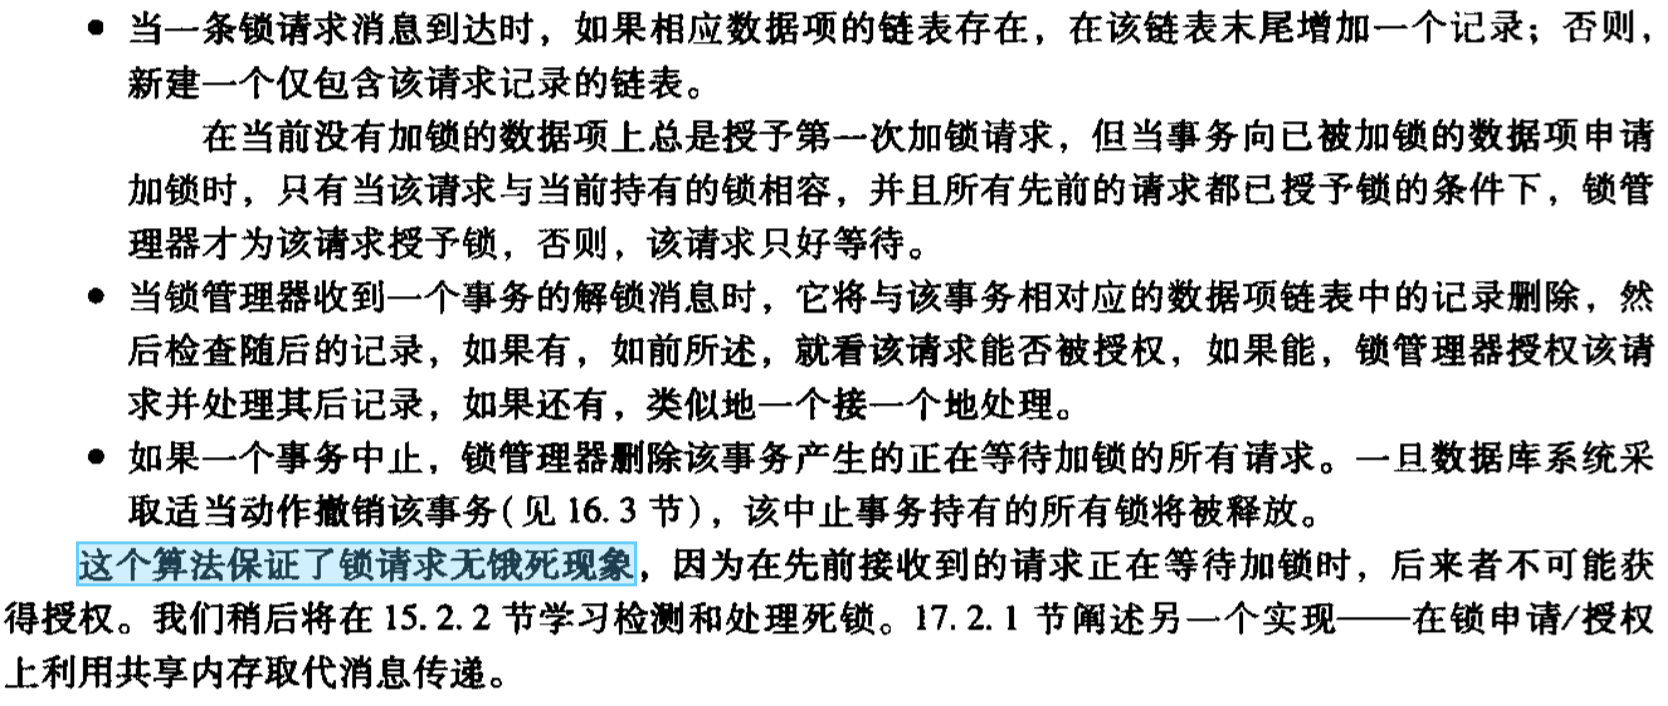 ● 当一条锁请求消息到达时，如果相应数据项的链表存在，在该链表末尾增加一个记录；否则，
新建一个仅包含该请求记录的链表。
在当前没有加锁的数据项上总是授予第一次加锁请求，但当事务向已被加锁的数据项申请
加锁时，只有当该请求与当前持有的锁相容，并且所有先前的请求都已授予锁的条件下，锁管
理器才为该请求授予锁，否则，该请求只好等待。
● 当锁管理器收到一个事务的解锁消息时，它将与该事务相对应的数据项链表中的记录删除，然
后检查随后的记录，如果有，如前所述，就看该请求能否被授权，如果能，锁管理器授权该请
求并处理其后记录，如果还有，类似地一个接一个地处理。
● 如果一个事务中止，锁管理器删除该事务产生的正在等待加锁的所有请求。一旦数据库系统采
取适当动作撤销该事务(见 16.3 节)，该中止事务持有的所有锁将被释放。
这个算法保证了锁请求无饿死现象，因为在先前接收到的请求正在等待加锁时，后来者不可能获
得授权。我们稍后将在 15.2.2 节学习检测和处理死锁。17.2.1 节阐述另一个实现——在锁申请/授权
上利用共享内存取代消息传递。